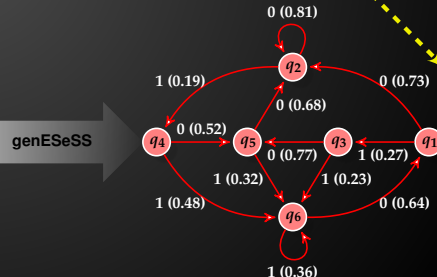 0 (0.81)
q2
1 (0.19)
0 (0.73)
0 (0.68)
genESeSS
q4
0 (0.52)
q5
0 (0.77)
q3
1 (0.27)
q1
1 (0.32)
1 (0.23)
1 (0.48)
q6
0 (0.64)
1 (0.36)